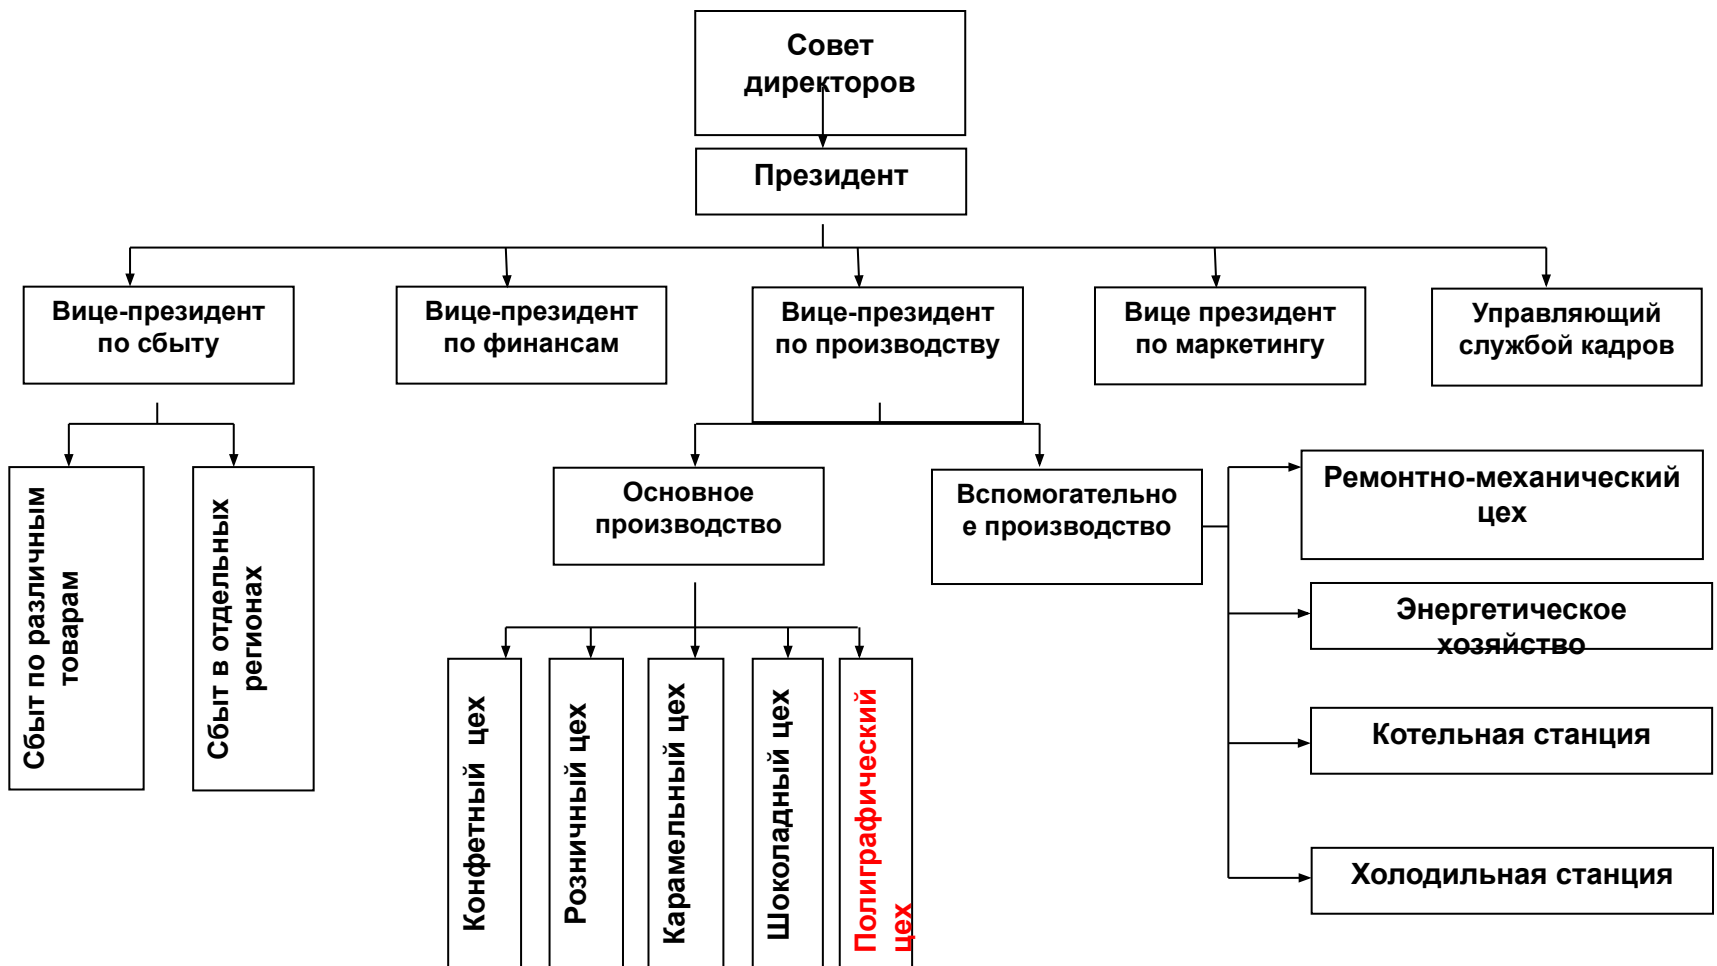 Совет
директоров
Президент
Вице-президент
по сбыту
Вице-президент
по финансам
Вице-президент
по производству
Вице президент
по маркетингу
Управляющий
службой кадров
Сбыт по различным
товарам
Сбыт в отдельных
регионах
Основное
производство
Вспомогательно
е производство
Ремонтно-механический
цех
Энергетическое
хозяйство
Котельная станция
Холодильная станция
Конфетный цех
Розничный цех
Карамельный цех
Шоколадный цех
Полиграфический
цех